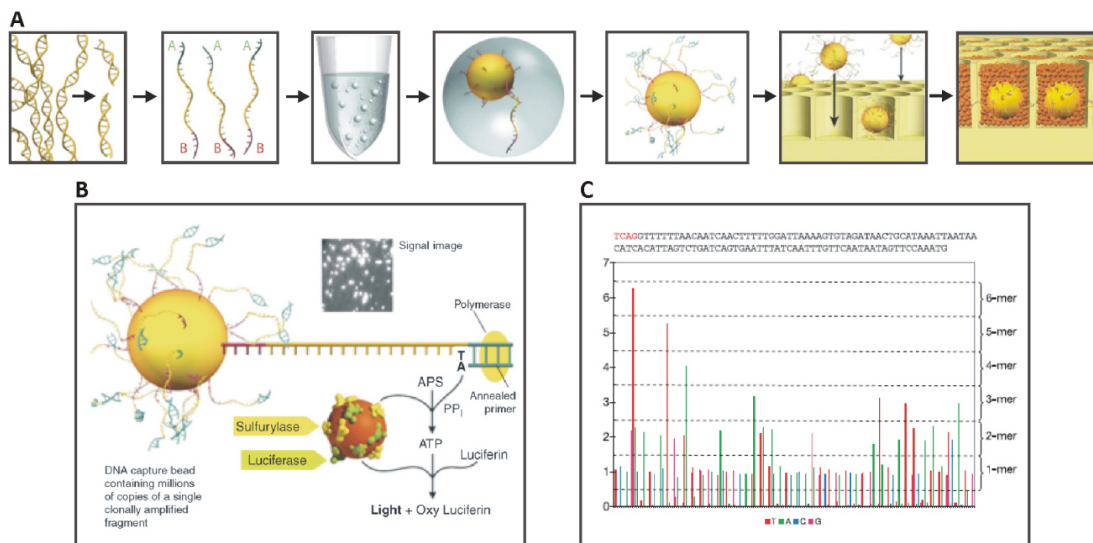 A
A A A
B B B
B
Signal image
Polymerase
T
A
APS
PPi
Annealed
primer
Sulfurylase
ATP
Luciferase
Luciferin
DNA capture bead
containing millions
of copies of a single
clonally amplified
fragment
Light + Oxy Luciferin
C
TCAGGTTTTTTAACAATCAACTTTTTGGATTAAAAGTGTAGATAACTGCATAAATTAATAA
CATCACATTAGTCTGATCAGTGAATTTATCAATTTGTTCAATAATAGTTCCAAATG
7
6
5
4
3
2
1
0
6-mer
5-mer
4-mer
3-mer
2-mer
1-mer
T A C G